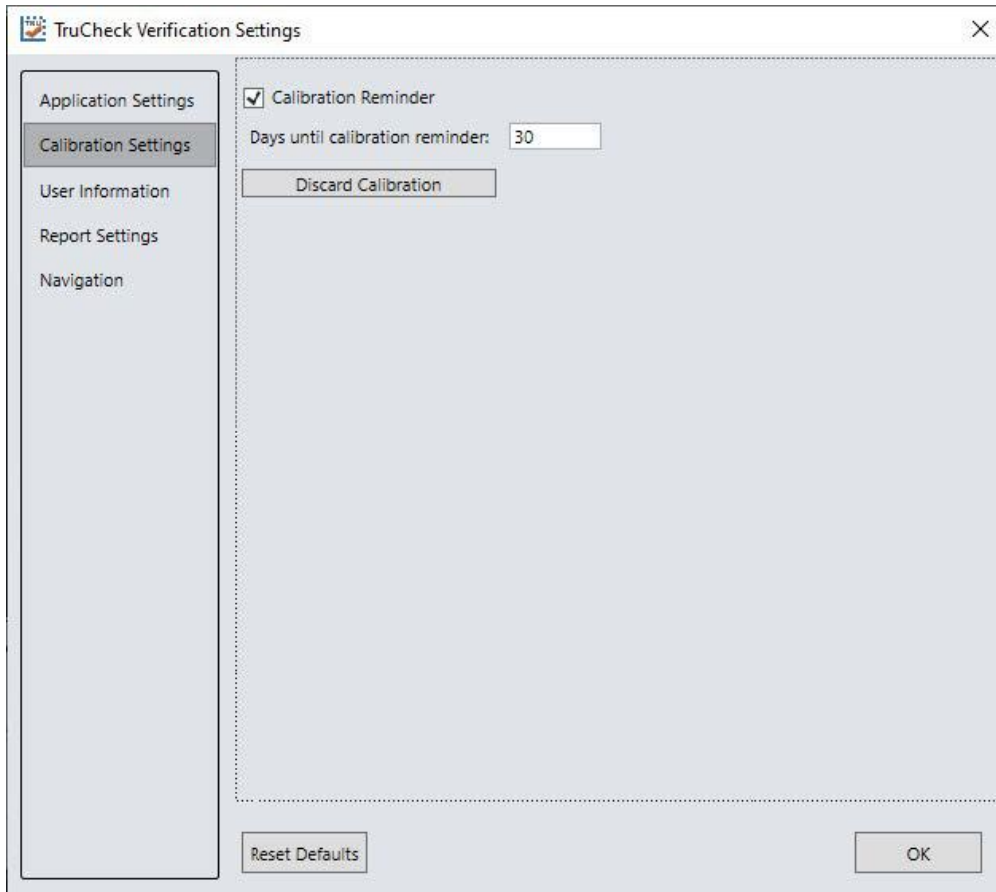 TruCheck Verification Settings
Application Settings
Calibration Settings
User Information
Report Settings
Navigation
Calibration Reminder
Days until calibration reminder: 30
Discard Calibration
Reset Defaults
OK